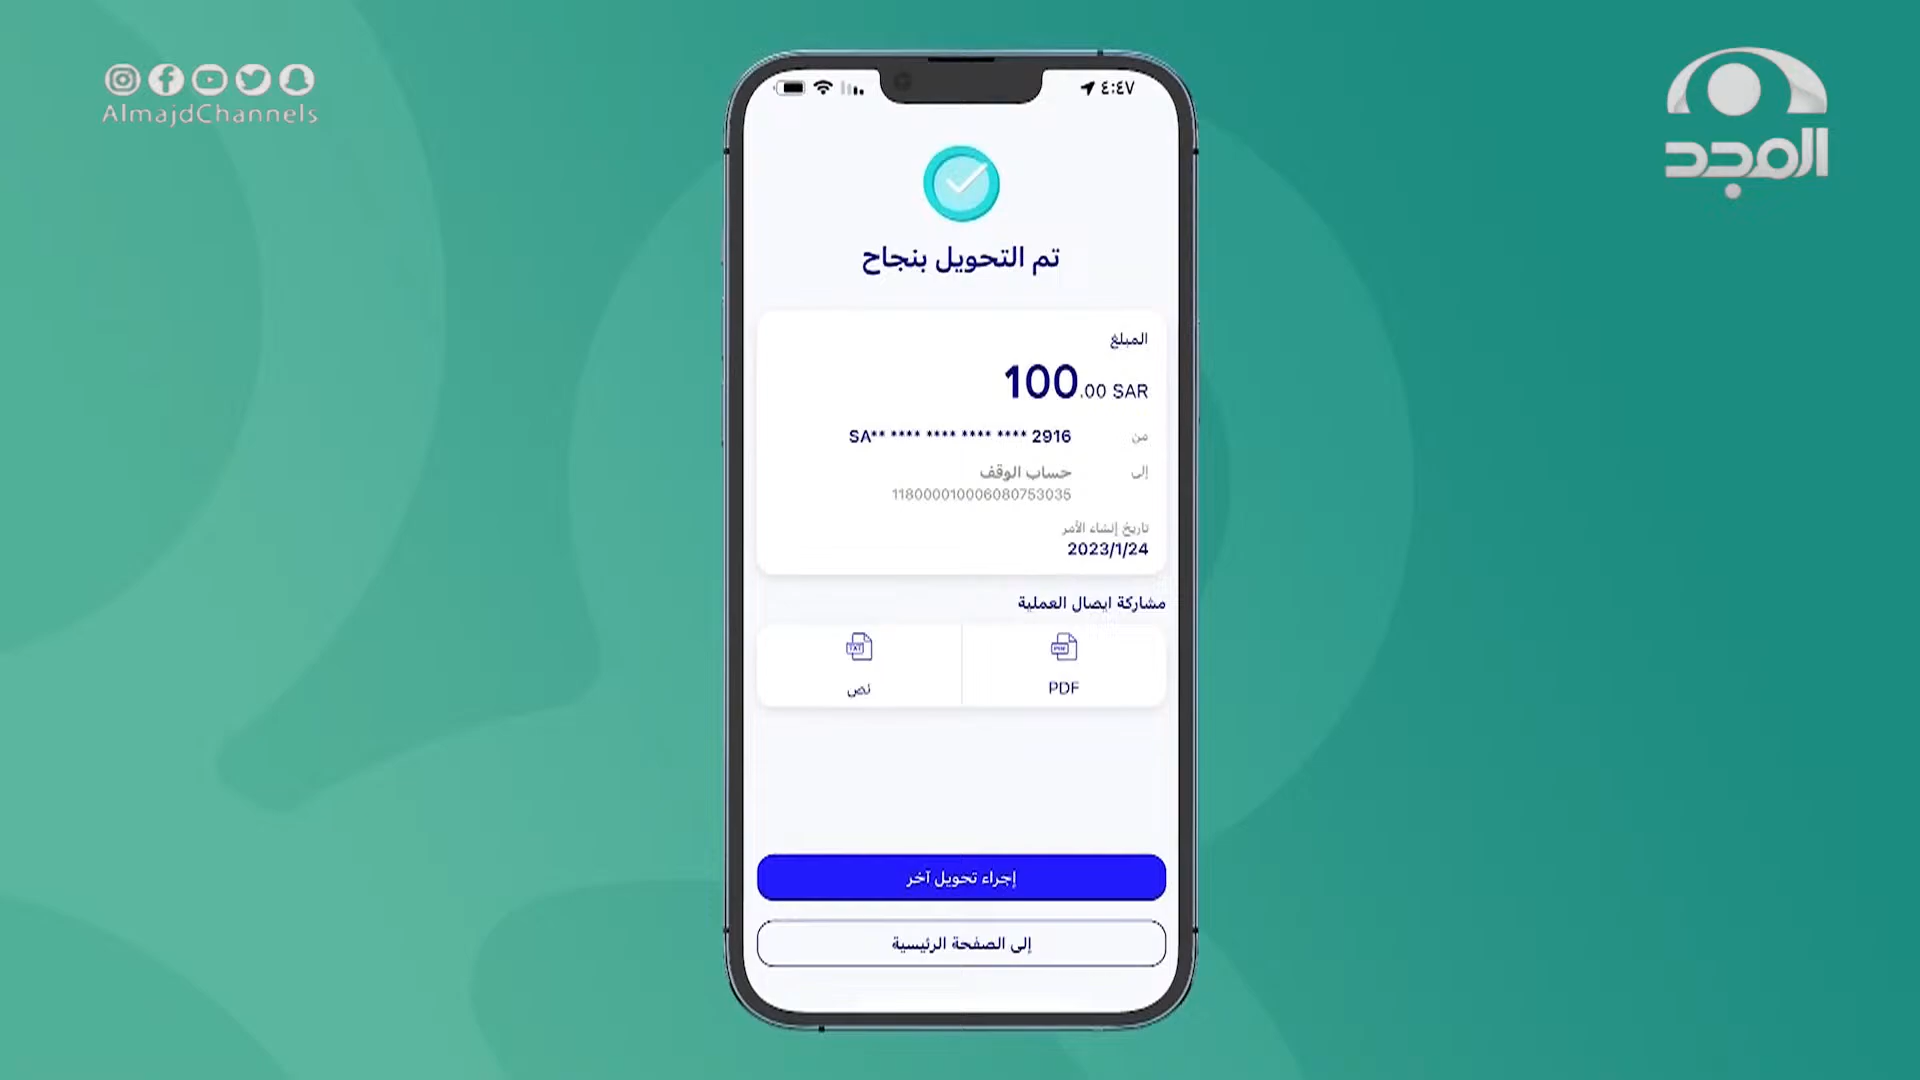 AlmajdChannels
المجد
٤:٤٧
تم التحويل بنجاح
المبلغ
100.00 SAR
من SA** **** **** **** **** 2916
إلى حساب الوقف
118000010006080753035
تاريخ إنشاء الأمر
2023/1/24
مشاركة ايصال العملية
PDF
نص
إجراء تحويل آخر
إلى الصفحة الرئيسية